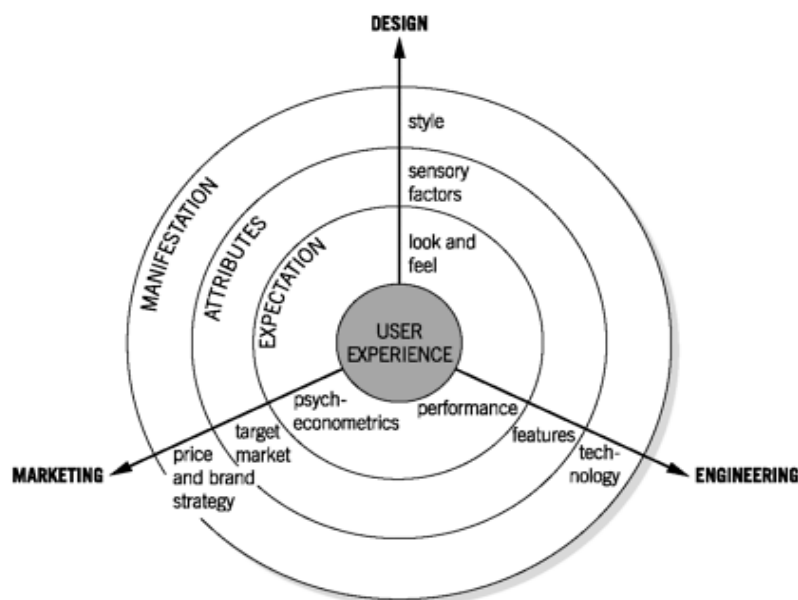 DESIGN
style
sensory
factors
look and
feel
MANIFESTATION
ATTRIBUTES
EXPECTATION
USER
EXPERIENCE
psych-
econometrics
performance
target
market
features
price
and brand
strategy
tech-
nology
MARKETING
ENGINEERING